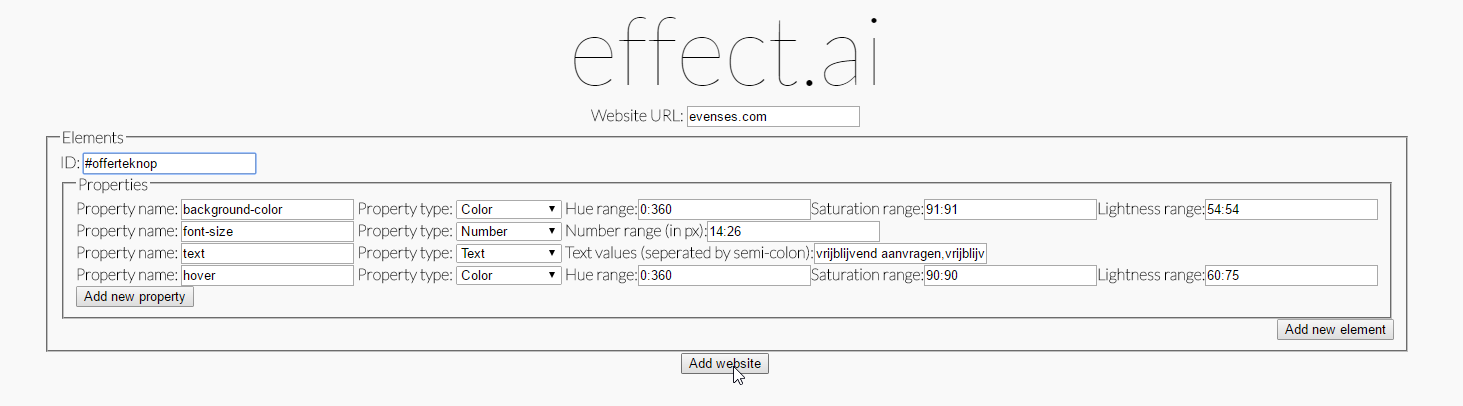 effect.ai
Website URL: evenses.com
Elements
ID: #offerteknop
Properties
Property name: background-color Property type: Color Hue range: 0:360 Saturation range: 91:91 Lightness range: 54:54
Property name: font-size Property type: Number Number range (in px): 14:26
Property name: text Property type: Text Text values (seperated by semi-colon): vrijblijvend aanvragen,vrijblijv
Property name: hover Property type: Color Hue range: 0:360 Saturation range: 90:90 Lightness range: 60:75
Add new property
Add new element
Add website